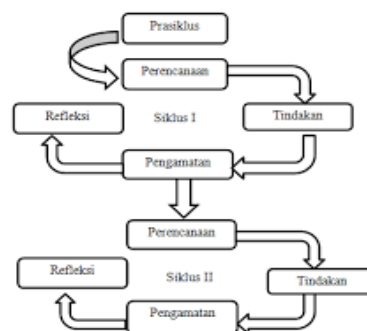 Prasiklus
Perencanaan
Refleksi
Siklus I
Tindakan
Pengamatan
Perencanaan
Refleksi
Siklus II
Tindakan
Pengamatan